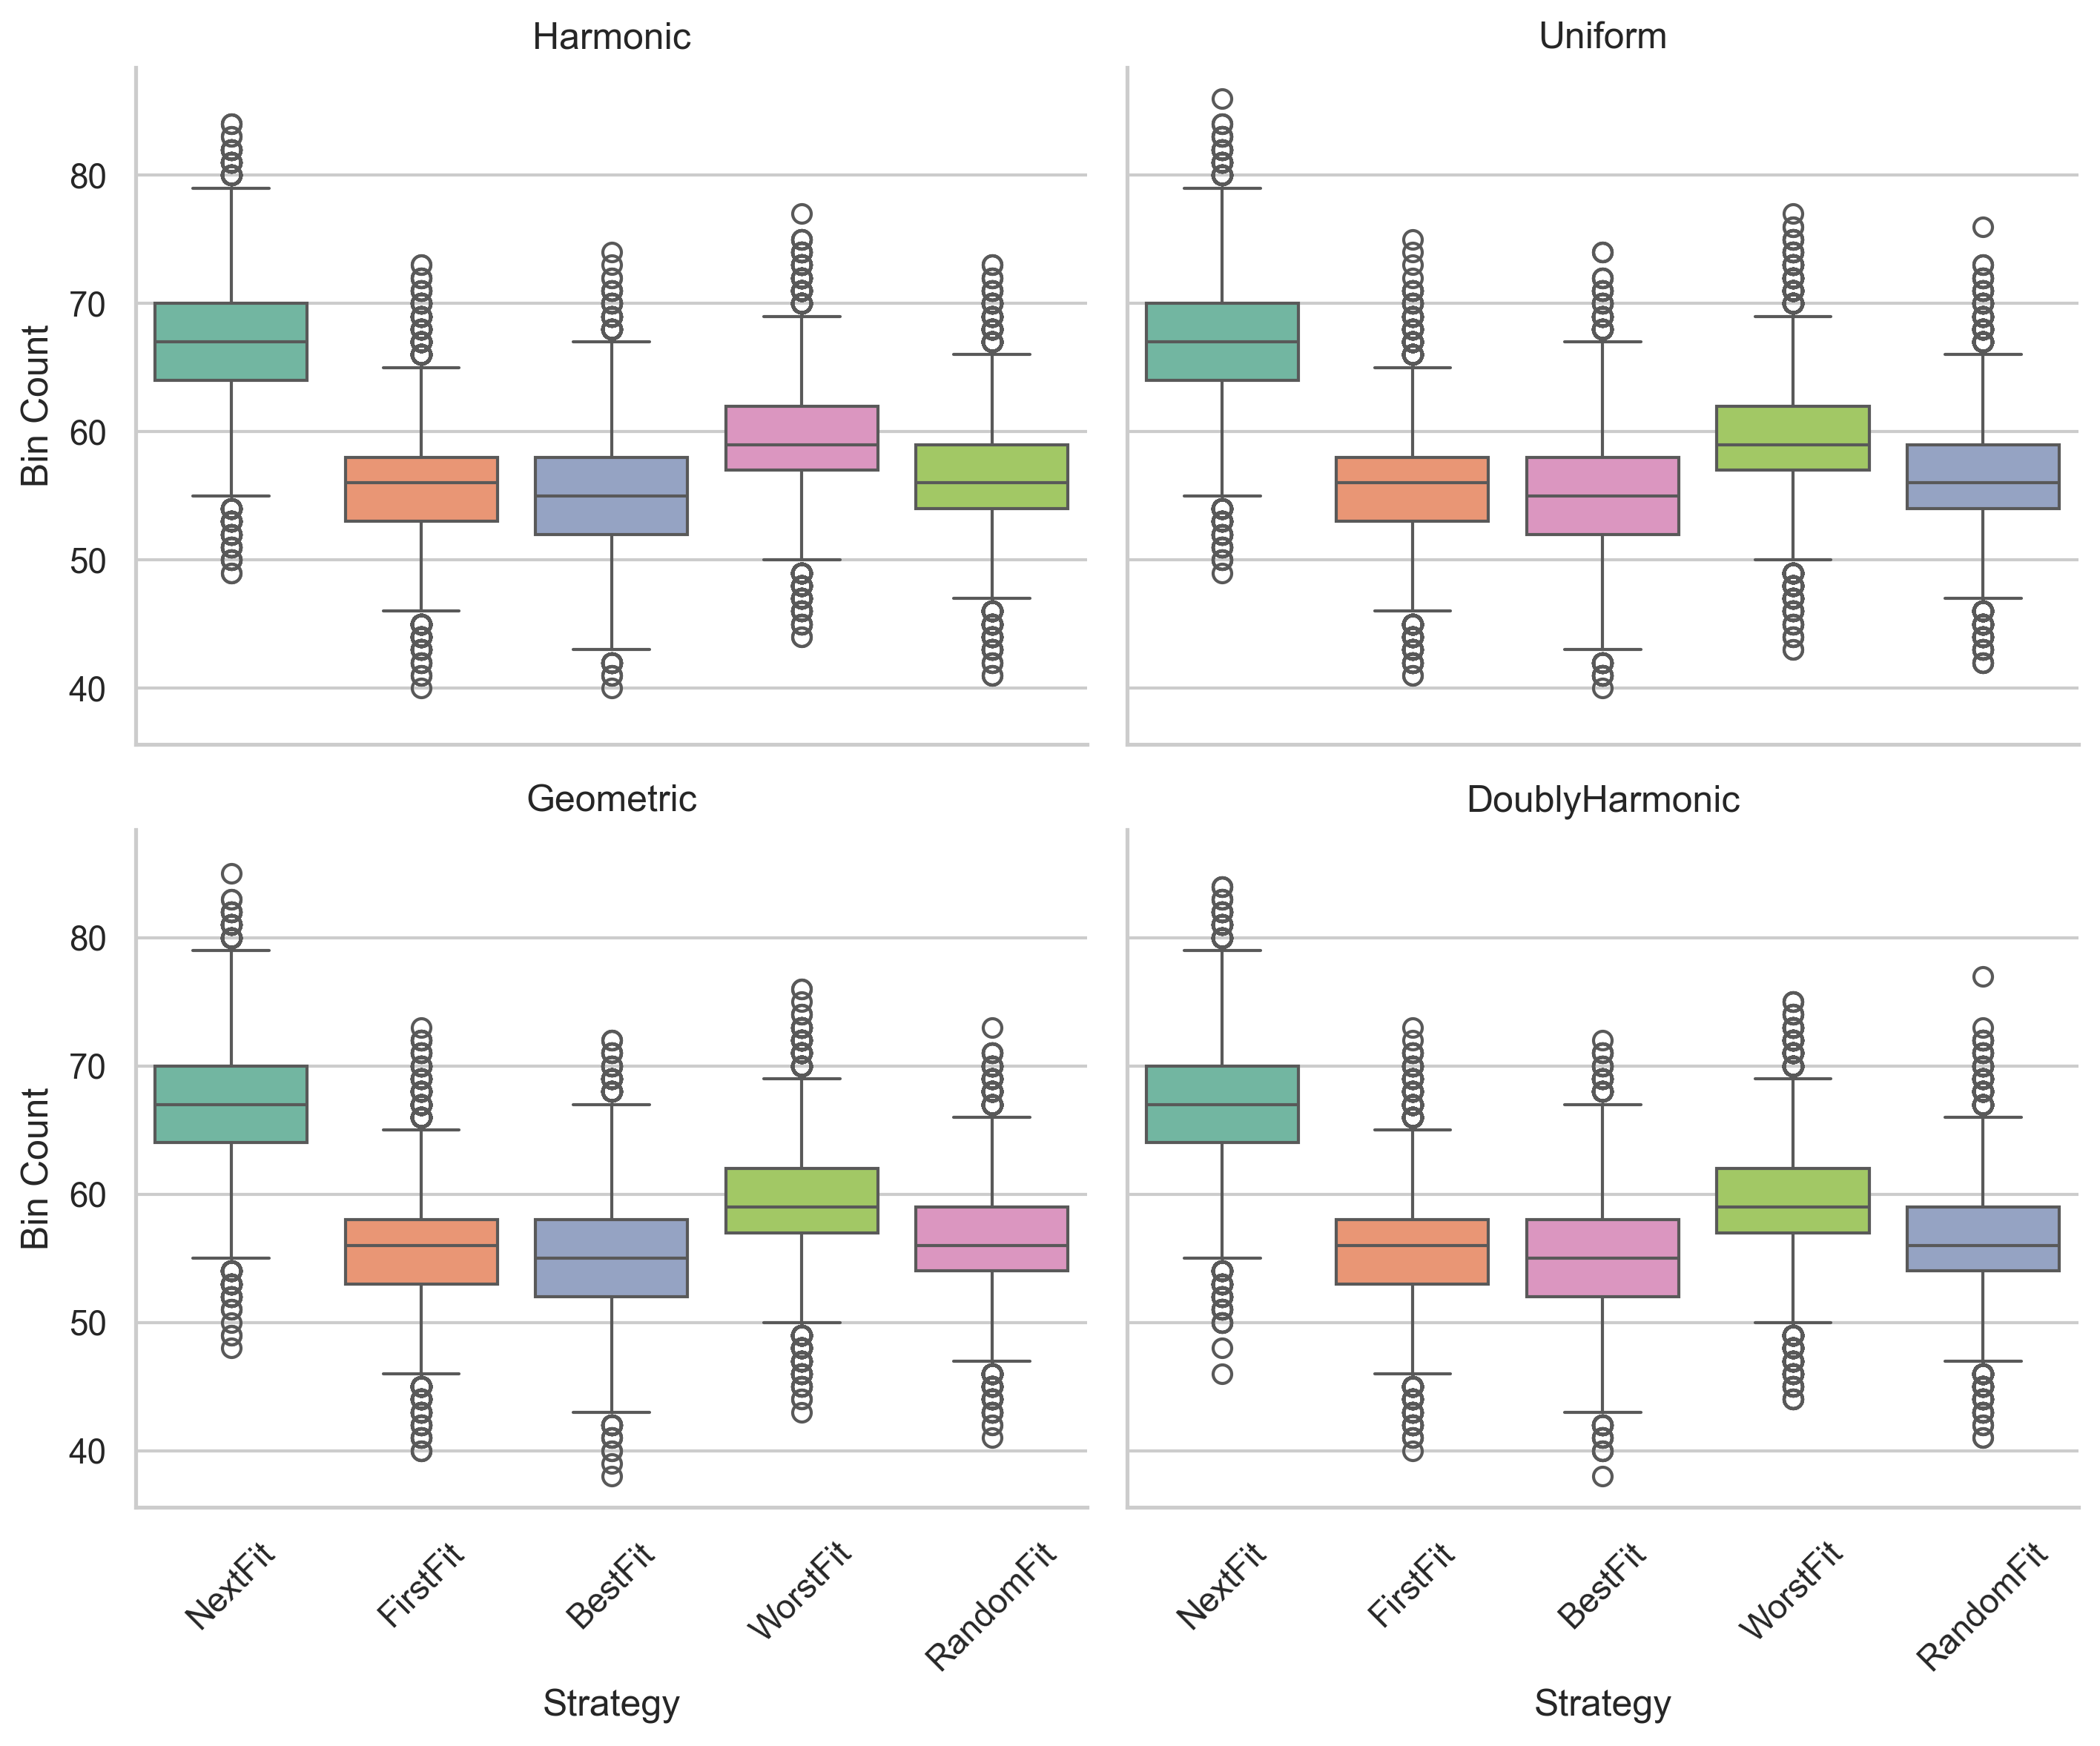 Harmonic
Uniform
Bin Count
80
70
60
50
40
Geometric
DoublyHarmonic
Bin Count
80
70
60
50
40
NextFit
FirstFit
BestFit
WorstFit
RandomFit
NextFit
FirstFit
BestFit
WorstFit
RandomFit
Strategy
Strategy